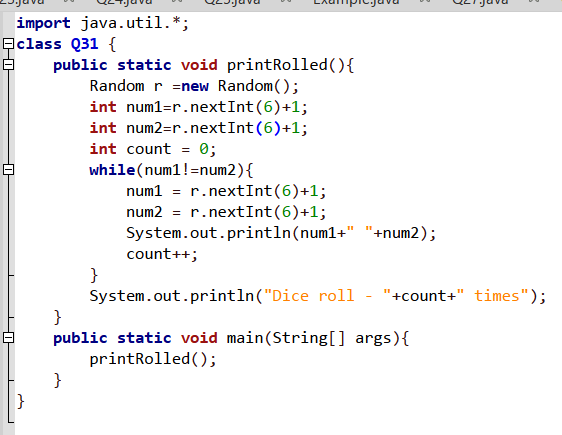 Q24.java Example.java Q27.java
import java.util.*;
class Q31 {
    public static void printRolled(){
        Random r =new Random();
        int num1=r.nextInt(6)+1;
        int num2=r.nextInt(6)+1;
        int count = 0;
        while(num1!=num2){
            num1 = r.nextInt(6)+1;
            num2 = r.nextInt(6)+1;
            System.out.println(num1+" "+num2);
            count++;
        }
        System.out.println("Dice roll - "+count+" times");
    }
    public static void main(String[] args){
        printRolled();
    }
}